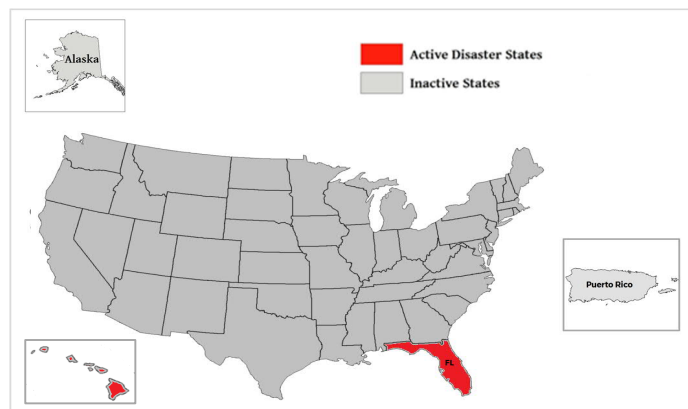 Alaska
Active Disaster States
Inactive States
Puerto Rico
FL